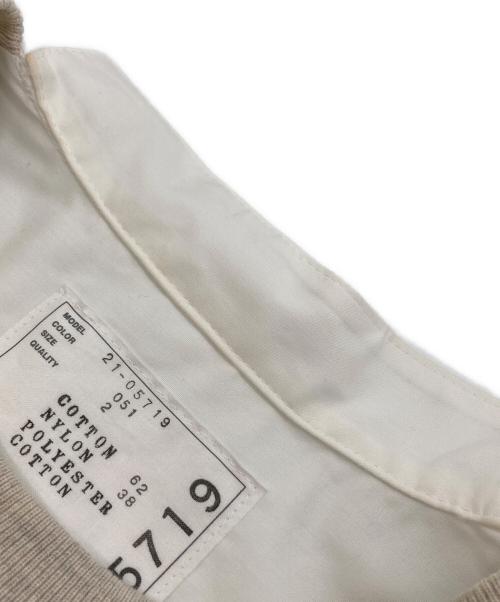 MODEL 21-05719
COLOR 051
SIZE 2
QUALITY
COTTON 62
NYLON 38
POLYESTER
COTTON
5719